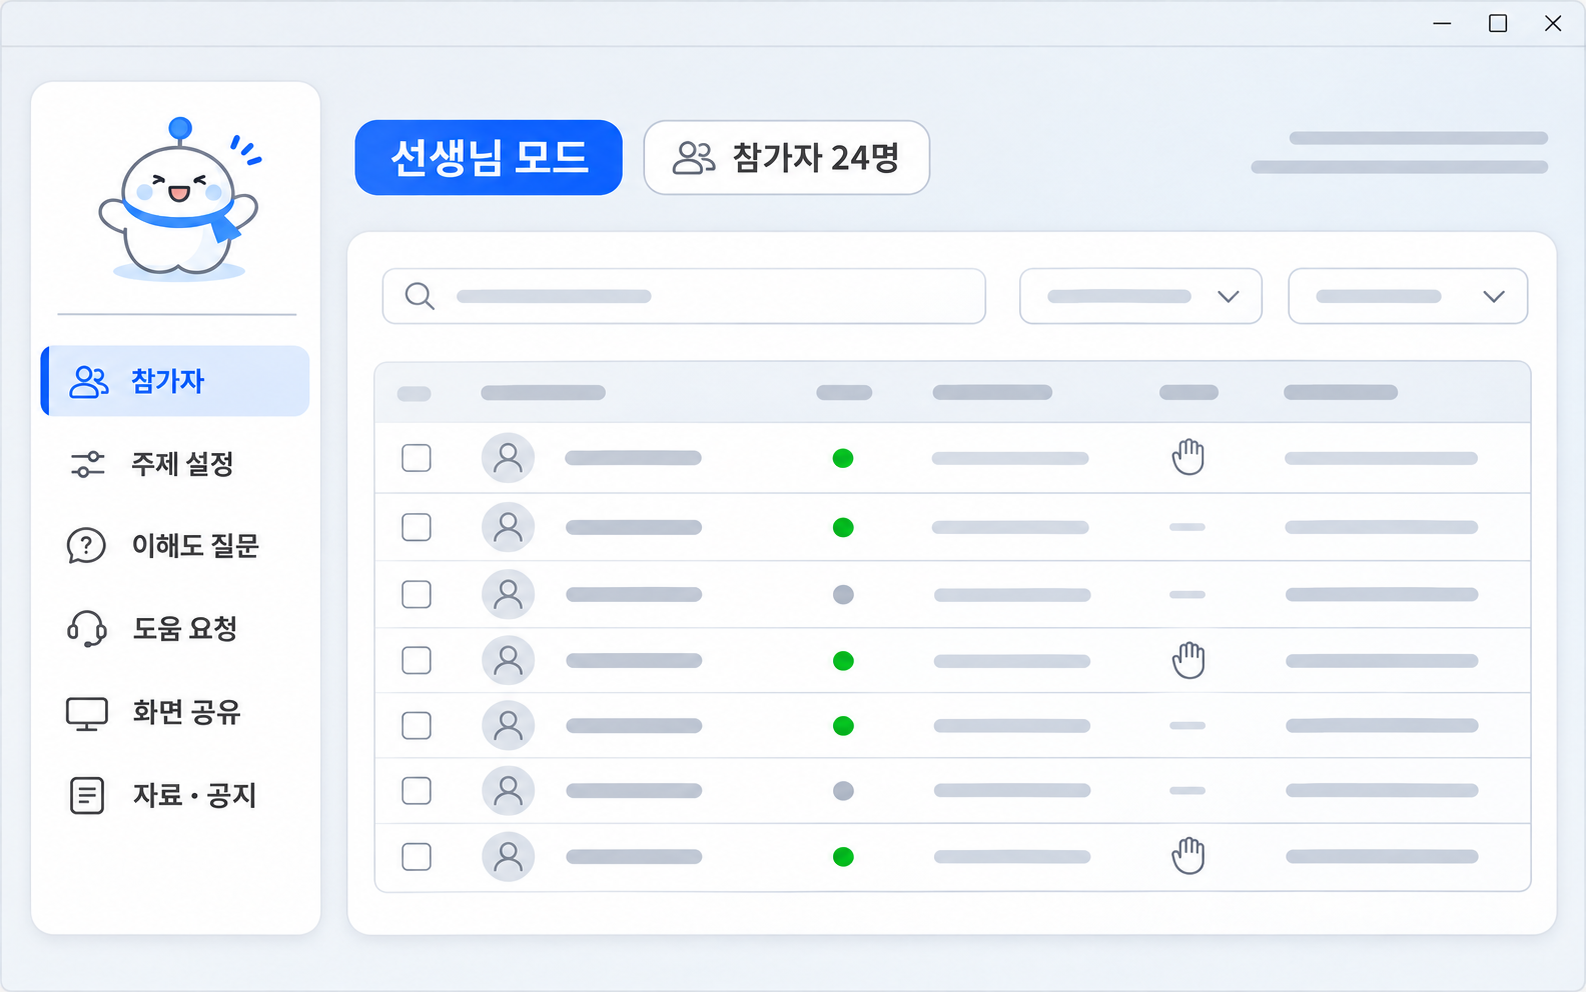 선생님 모드
참가자 24명
참가자
주제 설정
이해도 질문
도움 요청
화면 공유
자료 · 공지